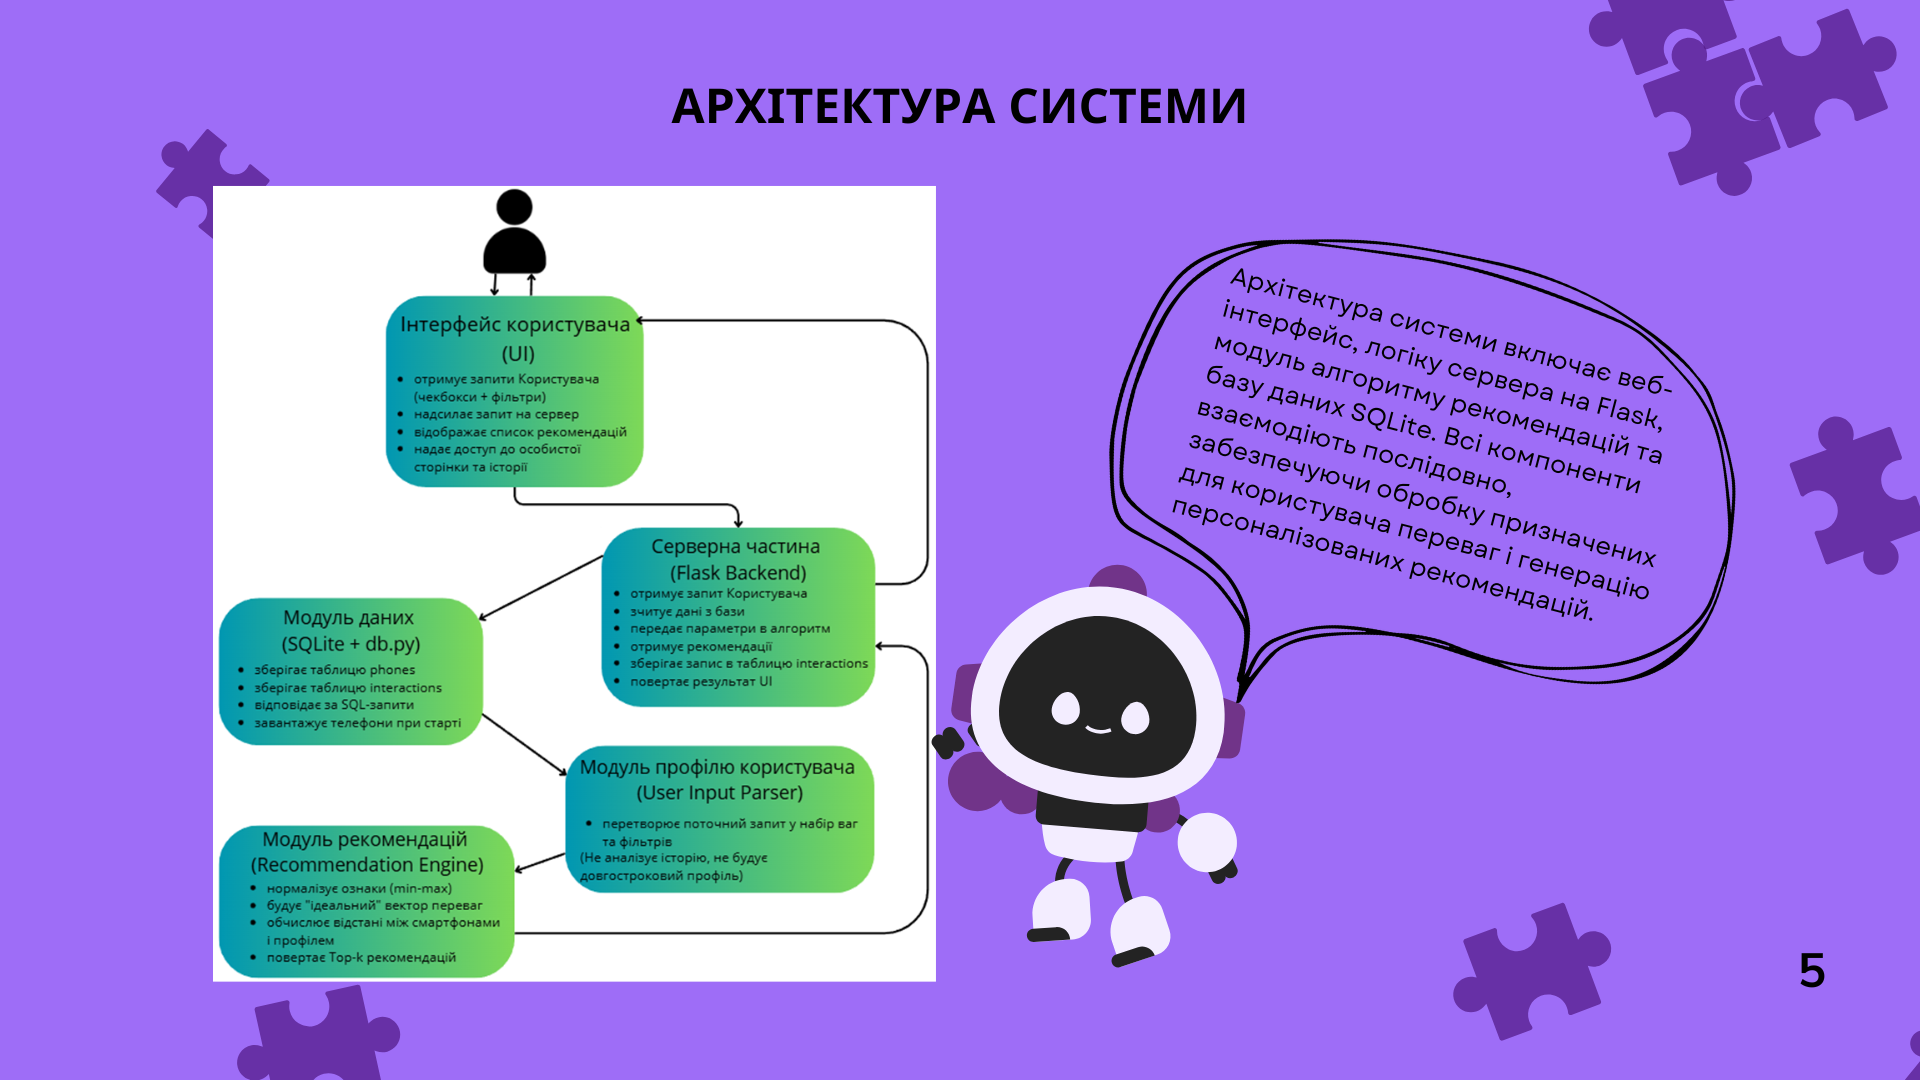 АРХІТЕКТУРА СИСТЕМИ
Інтерфейс користувача
(UI)
• отримує запити Користувача
(чекбокси + фільтри)
• надсилає запит на сервер
• відображає список рекомендацій
• надає доступ до особистої
сторінки та історії
Серверна частина
(Flask Backend)
• отримує запит Користувача
• зчитує дані з бази
• передає параметри в алгоритм
• отримує рекомендації
• зберігає запис в таблицю interactions
• повертає результат UI
Модуль даних
(SQLite + db.py)
• зберігає таблицю phones
• зберігає таблицю interactions
• відповідає за SQL-запити
• завантажує телефони при старті
Модуль профілю користувача
(User Input Parser)
• перетворює поточний запит у набір ваг
та фільтрів
(Не аналізує історію, не будує
довгостроковий профіль)
Модуль рекомендацій
(Recommendation Engine)
• нормалізує ознаки (min-max)
• будує "ідеальний" вектор переваг
• обчислює відстані між смартфонами
і профілем
• повертає Top-k рекомендацій
Архітектура системи включає веб-
інтерфейс, логіку сервера на Flask,
модуль алгоритму рекомендацій та
базу даних SQLite. Всі компоненти
взаємодіють послідовно,
забезпечуючи обробку призначених
для користувача переваг і генерацію
персоналізованих рекомендацій.
5